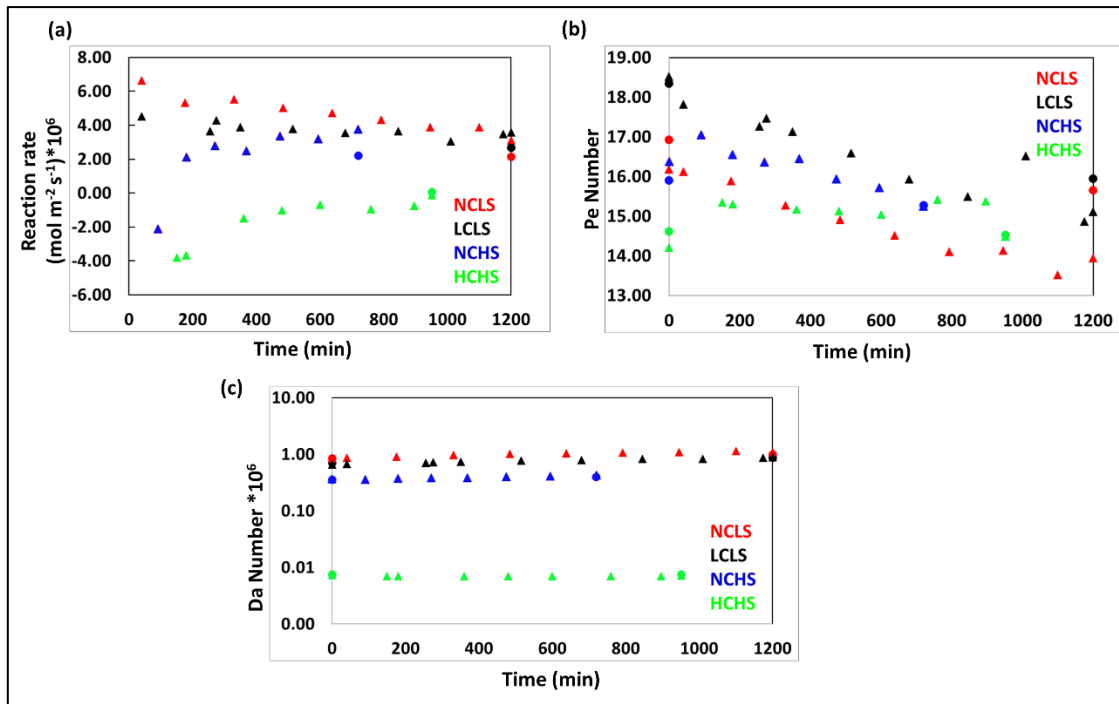 (a)
8.00
6.00
4.00
2.00
0.00
-2.00
-4.00
-6.00
Reaction rate
(mol m⁻² s⁻¹)*10⁶
0 200 400 600 800 1000 1200
Time (min)
NCLS
LCLS
NCHS
HCHS
(b)
19.00
18.00
17.00
16.00
15.00
14.00
13.00
Pe Number
0 200 400 600 800 1000 1200
Time (min)
NCLS
LCLS
NCHS
HCHS
(c)
10.00
1.00
0.10
0.01
0.00
Da Number *10⁶
0 200 400 600 800 1000 1200
Time (min)
NCLS
LCLS
NCHS
HCHS